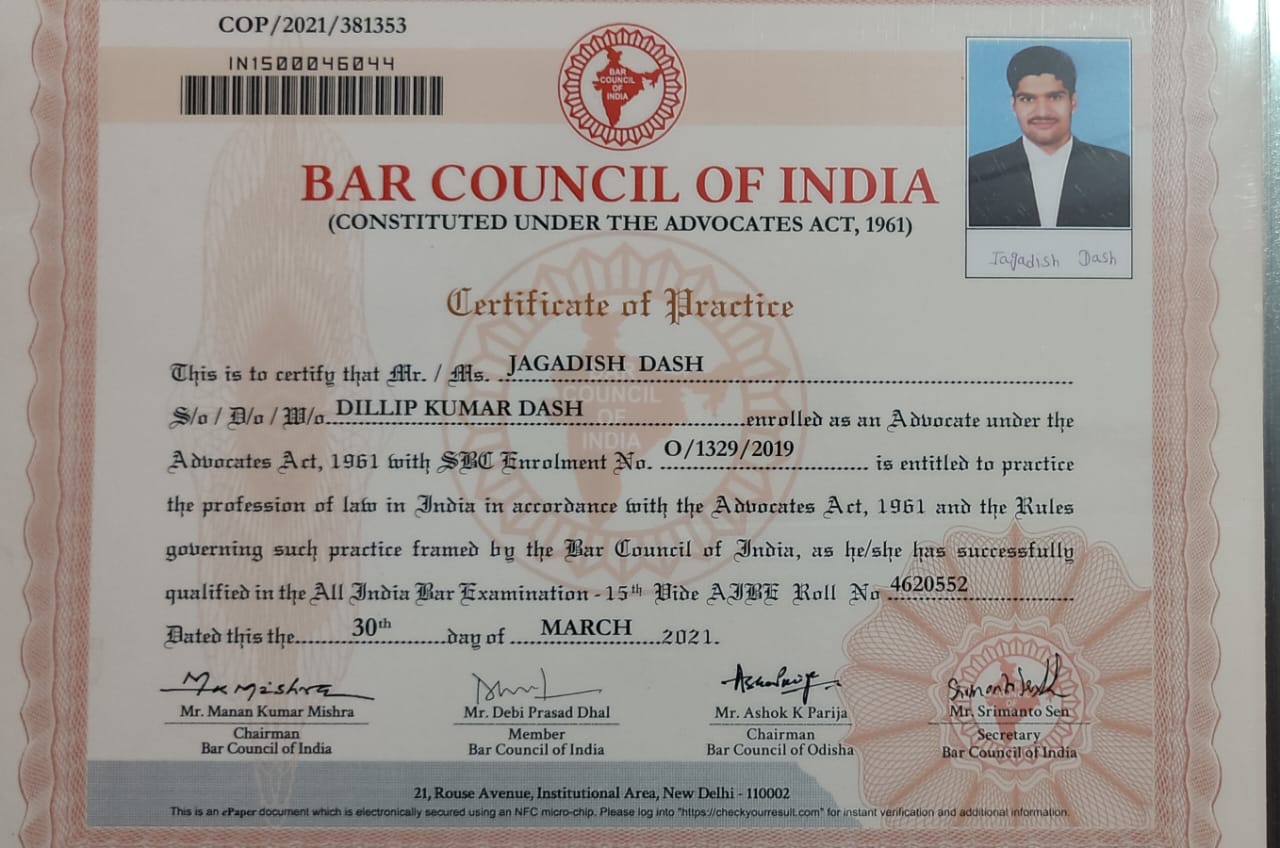 COP/2021/381353
IN1500046044
BAR COUNCIL OF INDIA
BAR COUNCIL OF INDIA
(CONSTITUTED UNDER THE ADVOCATES ACT, 1961)
Jagadish Dash
Certificate of Practice
This is to certify that Mr. / Ms. JAGADISH DASH
S/o / D/o / W/o DILLIP KUMAR DASH enrolled as an Advocate under the
Advocates Act, 1961 with SBC Enrolment No. O/1329/2019 is entitled to practice
the profession of law in India in accordance with the Advocates Act, 1961 and the Rules
governing such practice framed by the Bar Council of India, as he/she has successfully
qualified in the All India Bar Examination - 15th Vide AIBE Roll No 4620552
Dated this the 30th day of MARCH 2021.
Mr. Manan Kumar Mishra
Chairman
Bar Council of India
Mr. Debi Prasad Dhal
Member
Bar Council of India
Mr. Ashok K Parija
Chairman
Bar Council of Odisha
Mr. Srimanto Sen
Secretary
Bar Council of India
21, Rouse Avenue, Institutional Area, New Delhi - 110002
This is an ePaper document which is electronically secured using an NFC micro-chip. Please log into "https://checkyourresult.com" for instant verification and additional information.